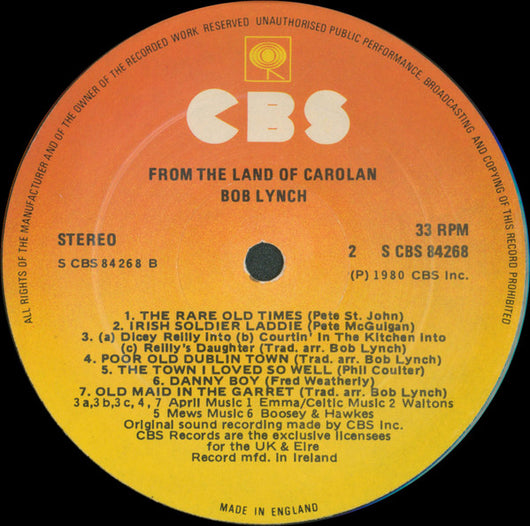 ALL RIGHTS OF THE MANUFACTURER AND OF THE OWNER OF THE RECORDED WORK RESERVED UNAUTHORISED PUBLIC PERFORMANCE, BROADCASTING AND COPYING OF THIS RECORD PROHIBITED
CBS
FROM THE LAND OF CAROLAN
BOB LYNCH
STEREO
S CBS 84268 B
33 RPM
2 S CBS 84268
(P) 1980 CBS Inc.
1. THE RARE OLD TIMES (Pete St. John)
2. IRISH SOLDIER LADDIE (Pete McGuigan)
3. (a) Dicey Reilly Into (b) Courtin' In The Kitchen Into
(c) Reilly's Daughter (Trad. arr. Bob Lynch)
4. POOR OLD DUBLIN TOWN (Trad. arr. Bob Lynch)
5. THE TOWN I LOVED SO WELL (Phil Coulter)
6. DANNY BOY (Fred Weatherly)
7. OLD MAID IN THE GARRET (Trad. arr. Bob Lynch)
3a,3b,3c, 4, 7 April Music 1 Emma/Celtic Music 2 Waltons
5 Mews Music 6 Boosey & Hawkes
Original sound recording made by CBS Inc.
CBS Records are the exclusive licensees
for the UK & Eire
Record mfd. in Ireland
MADE IN ENGLAND